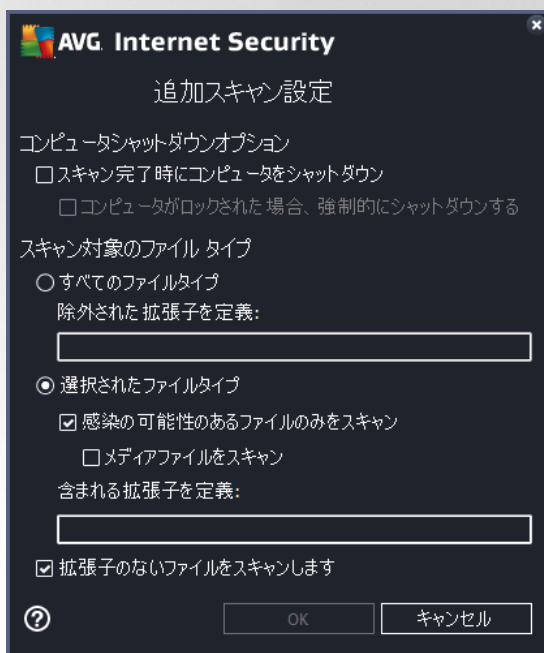 AVG. Internet Security
追加スキャン設定
コンピュータシャットダウンオプション
スキャン完了時にコンピュータをシャットダウン
コンピュータがロックされた場合、強制的にシャットダウンする
スキャン対象のファイル タイプ
すべてのファイルタイプ
除外された拡張子を定義:
選択されたファイルタイプ
感染の可能性のあるファイルのみをスキャン
メディアファイルをスキャン
含まれる拡張子を定義:
拡張子のないファイルをスキャンします
? OK キャンセル